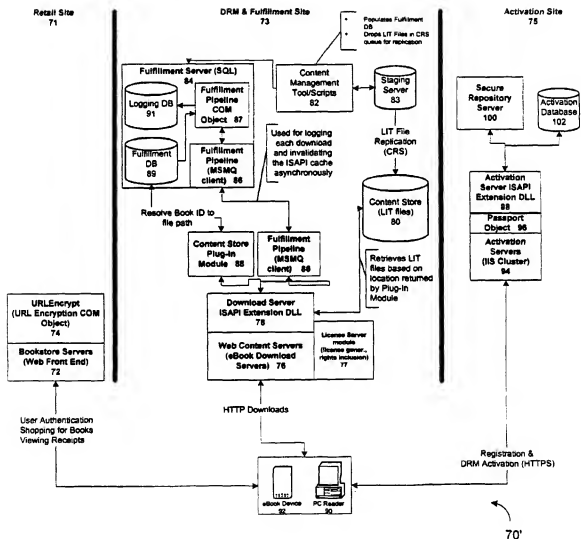 Retail Site
71
DRM & Fulfillment Site
73
Activation Site
75
• Populates Fulfillment
DB
• Drops LIT Files in CRS
queue for replication
Fulfillment Server (SQL)
84
Logging DB
91
Fulfillment
Pipeline
COM
Object 87
Fulfillment
DB
89
Fulfillment
Pipeline
(MSMQ
client) 86
Content
Management
Tool/Scripts
82
Staging
Server
83
LIT File
Replication
(CRS)
Used for logging
each download and
invalidating the
ISAPI cache
asynchronously
Content Store
(LIT files)
80
Resolve Book ID to
file path
Content Store
Plug-In
Module 85
Fulfillment
Pipeline
(MSMQ
client) 88
Retrieves LIT
files based on
location returned
by Plug-In
Module
Download Server
ISAPI Extension DLL
78
Web Content Servers
(eBook Download
Servers) 76
License Server
module
(license gener.,
rights inclusion)
77
URLEncrypt
(URL Encryption COM
Object)
74
Bookstore Servers
(Web Front End)
72
Secure
Repository
Server
100
Activation
Database
102
Activation
Server ISAPI
Extension DLL
98
Passport
Object 96
Activation
Servers
(IIS Cluster)
94
User Authentication
Shopping for Books
Viewing Receipts
HTTP Downloads
Registration &
DRM Activation (HTTPS)
eBook Device
92
PC Reader
90
70'